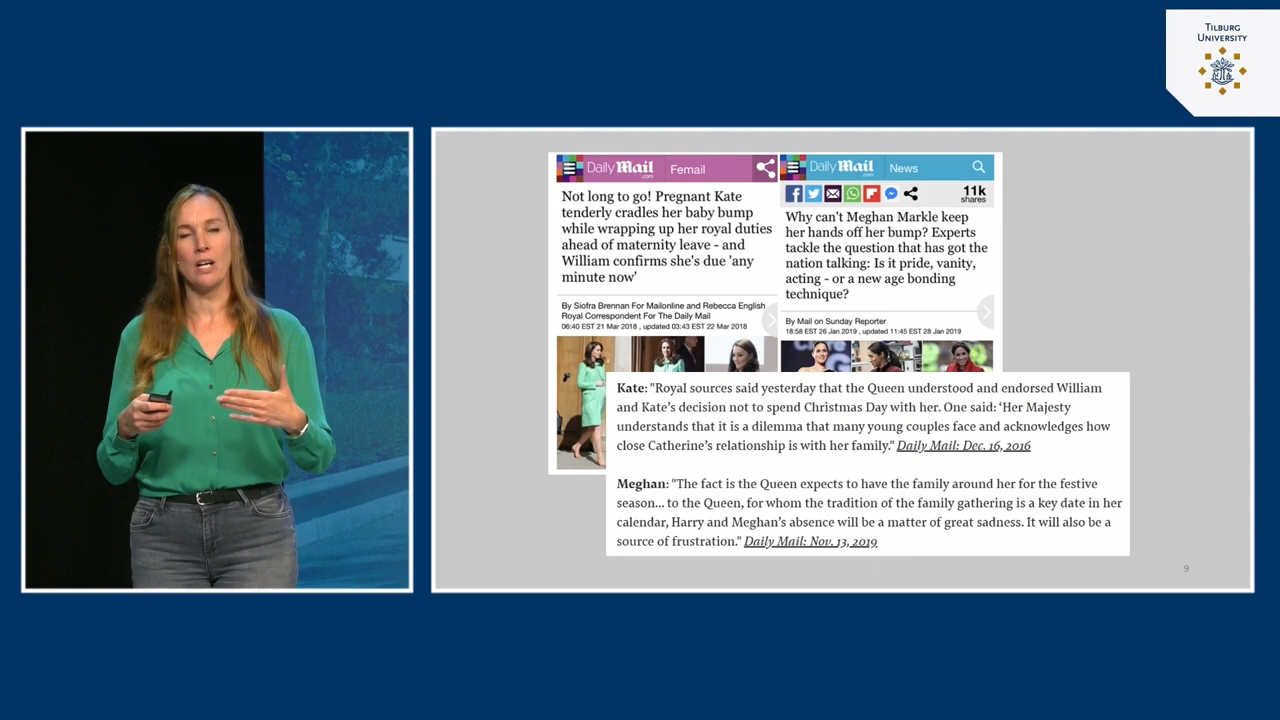 TILBURG
UNIVERSITY
Daily Mail
.com
Femail
Not long to go! Pregnant Kate
tenderly cradles her baby bump
while wrapping up her royal duties
ahead of maternity leave - and
William confirms she's due 'any
minute now'
By Siofra Brennan For Mailonline and Rebecca English
Royal Correspondent For The Daily Mail
06:40 EST 21 Mar 2018 , updated 03:43 EST 22 Mar 2018
Daily Mail
.com
News
11k
shares
Why can't Meghan Markle keep
her hands off her bump? Experts
tackle the question that has got the
nation talking: Is it pride, vanity,
acting - or a new age bonding
technique?
By Mail on Sunday Reporter
18:58 EST 26 Jan 2019 , updated 11:45 EST 28 Jan 2019
Kate: "Royal sources said yesterday that the Queen understood and endorsed William
and Kate's decision not to spend Christmas Day with her. One said: ‘Her Majesty
understands that it is a dilemma that many young couples face and acknowledges how
close Catherine's relationship is with her family." Daily Mail: Dec. 16, 2016
Meghan: "The fact is the Queen expects to have the family around her for the festive
season... to the Queen, for whom the tradition of the family gathering is a key date in her
calendar, Harry and Meghan's absence will be a matter of great sadness. It will also be a
source of frustration." Daily Mail: Nov. 13, 2019
9